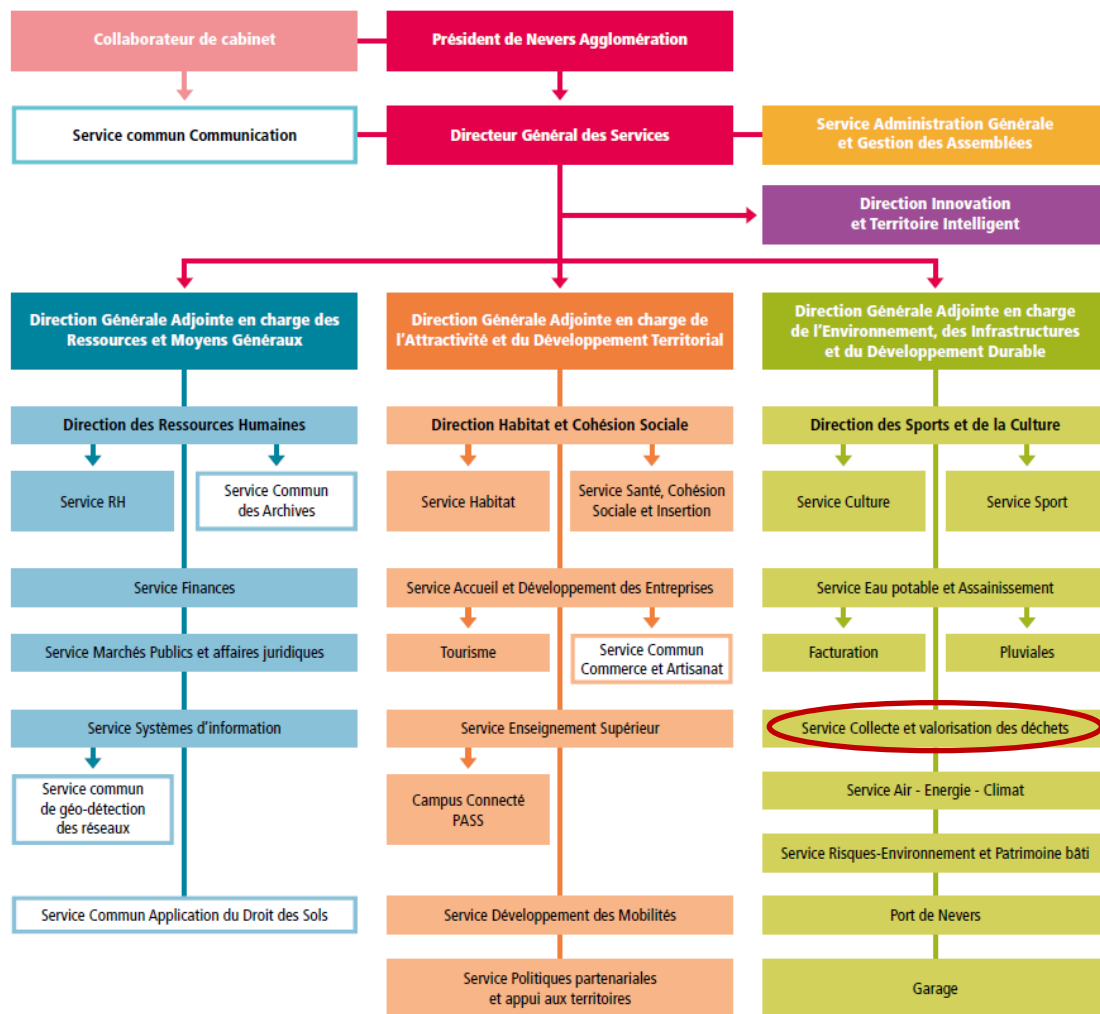 Collaborateur de cabinet
Président de Nevers Agglomération
Service commun Communication
Directeur Général des Services
Service Administration Générale
et Gestion des Assemblées
Direction Innovation
et Territoire Intelligent
Direction Générale Adjointe en charge des
Ressources et Moyens Généraux
Direction des Ressources Humaines
Service RH
Service Commun
des Archives
Service Finances
Service Marchés Publics et affaires juridiques
Service Systèmes d'information
Service commun
de géo-détection
des réseaux
Service Commun Application du Droit des Sols
Direction Générale Adjointe en charge de
l'Attractivité et du Développement Territorial
Direction Habitat et Cohésion Sociale
Service Habitat
Service Santé, Cohésion
Sociale et Insertion
Service Accueil et Développement des Entreprises
Tourisme
Service Commun
Commerce et Artisanat
Service Enseignement Supérieur
Campus Connecté
PASS
Service Développement des Mobilités
Service Politiques partenariales
et appui aux territoires
Direction Générale Adjointe en charge
de l'Environnement, des Infrastructures
et du Développement Durable
Direction des Sports et de la Culture
Service Culture
Service Sport
Service Eau potable et Assainissement
Facturation
Pluviales
Service Collecte et valorisation des déchets
Service Air - Energie - Climat
Service Risques-Environnement et Patrimoine bâti
Port de Nevers
Garage